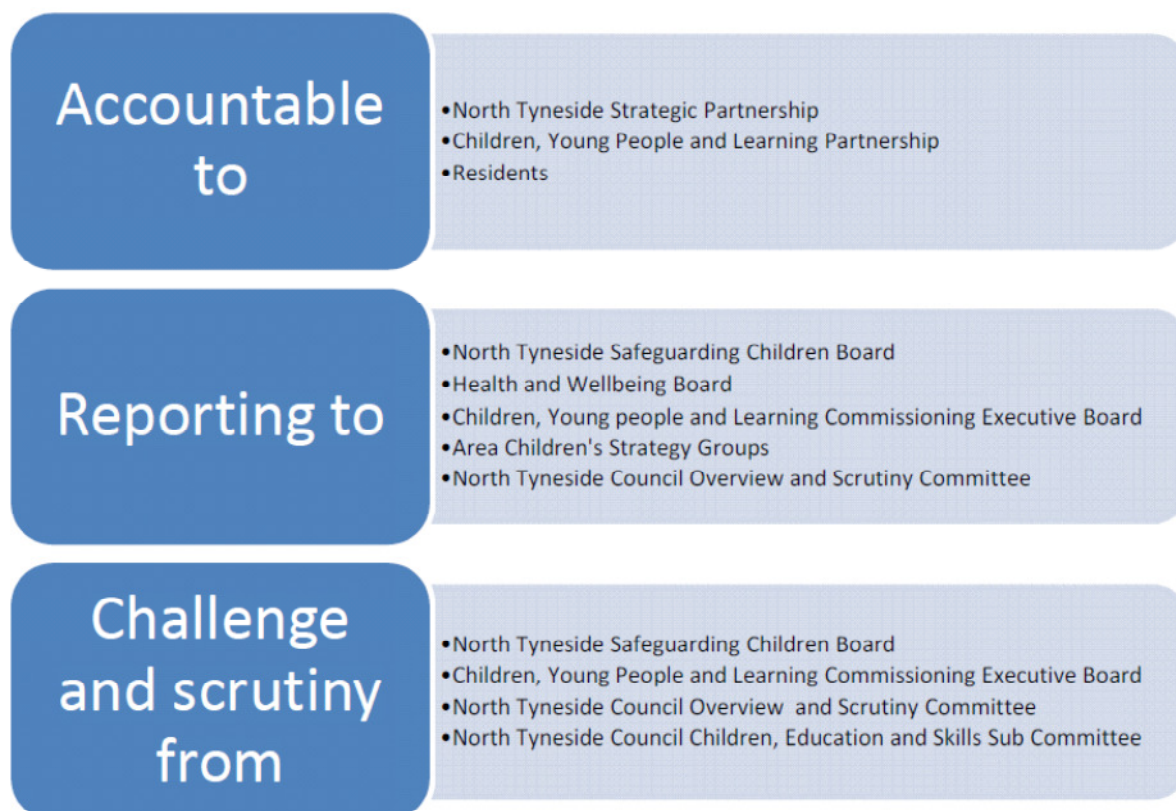 Accountable
to
•North Tyneside Strategic Partnership
•Children, Young People and Learning Partnership
•Residents
Reporting to
•North Tyneside Safeguarding Children Board
•Health and Wellbeing Board
•Children, Young people and Learning Commissioning Executive Board
•Area Children's Strategy Groups
•North Tyneside Council Overview and Scrutiny Committee
Challenge
and scrutiny
from
•North Tyneside Safeguarding Children Board
•Children, Young People and Learning Commissioning Executive Board
•North Tyneside Council Overview  and Scrutiny Committee
•North Tyneside Council Children, Education and Skills Sub Committee